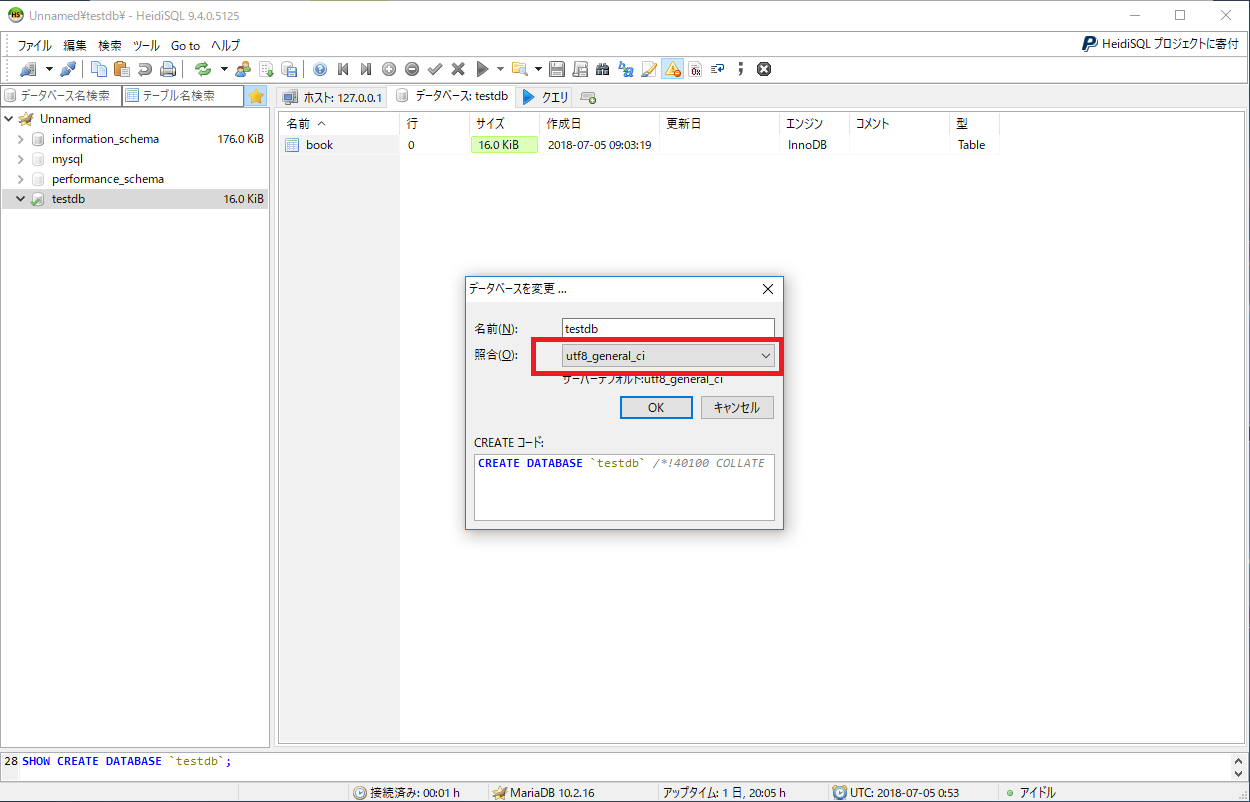 Unnamed¥testdb¥ - HeidiSQL 9.4.0.5125
ファイル 編集 検索 ツール Go to ヘルプ
HeidiSQL プロジェクトに寄付
データベース名検索 テーブル名検索
ホスト: 127.0.0.1 データベース: testdb クエリ
Unnamed
information_schema 176.0 KiB
mysql
performance_schema
testdb 16.0 KiB
名前 行 サイズ 作成日 更新日 エンジン コメント 型
book 0 16.0 KiB 2018-07-05 09:03:19 InnoDB Table
データベースを変更 ...
名前(N): testdb
照合(O): utf8_general_ci
サーバーデフォルト:utf8_general_ci
OK キャンセル
CREATE コード:
CREATE DATABASE `testdb` /*!40100 COLLATE
28 SHOW CREATE DATABASE `testdb`;
接続済み: 00:01 h MariaDB 10.2.16 アップタイム: 1 日, 20:05 h UTC: 2018-07-05 0:53 アイドル